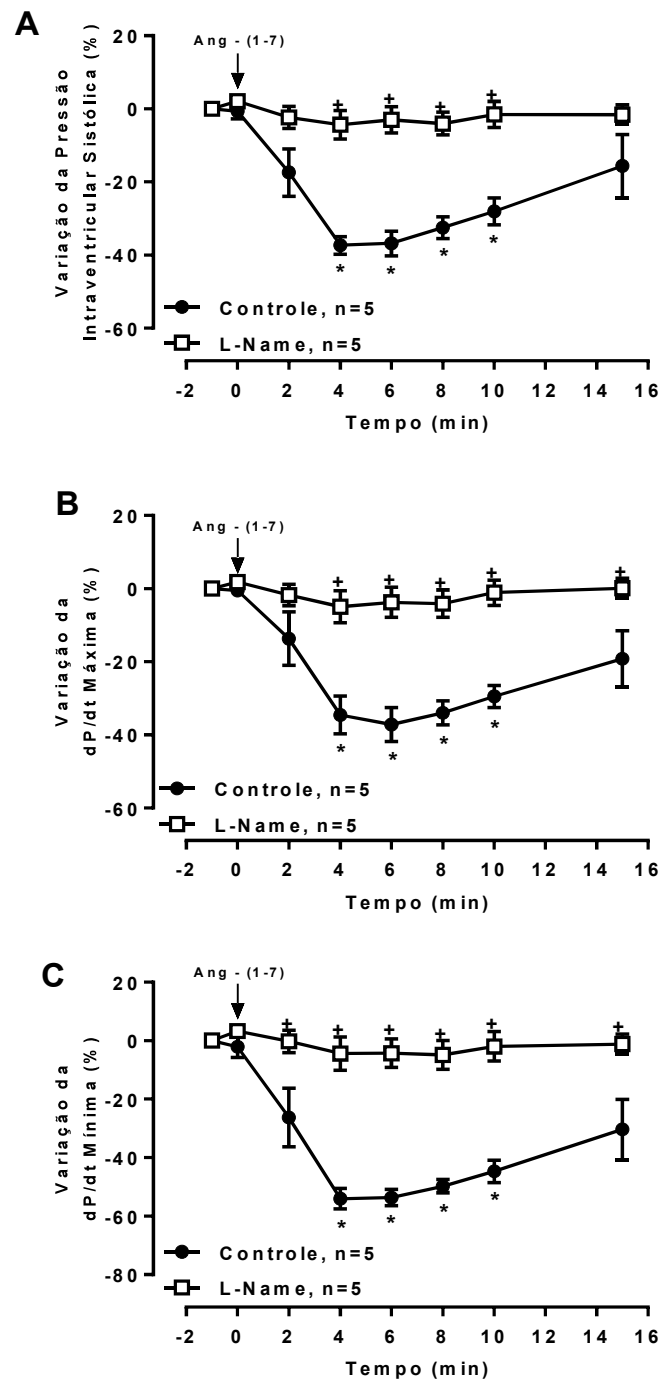 A
Ang - (1-7)
Variação da Pressão
Intraventricular Sistólica (%)
20
0
-20
-40
-60
+ + + +
* * * *
Controle, n=5
L-Name, n=5
-2 0 2 4 6 8 10 12 14 16
Tempo (min)
B
Ang - (1-7)
Variação da
dP/dt Máxima (%)
20
0
-20
-40
-60
+ + + + +
* * * *
Controle, n=5
L-Name, n=5
-2 0 2 4 6 8 10 12 14 16
Tempo (min)
C
Ang - (1-7)
Variação da
dP/dt Mínima (%)
20
0
-20
-40
-60
-80
+ + + + + +
* * * *
Controle, n=5
L-Name, n=5
-2 0 2 4 6 8 10 12 14 16
Tempo (min)